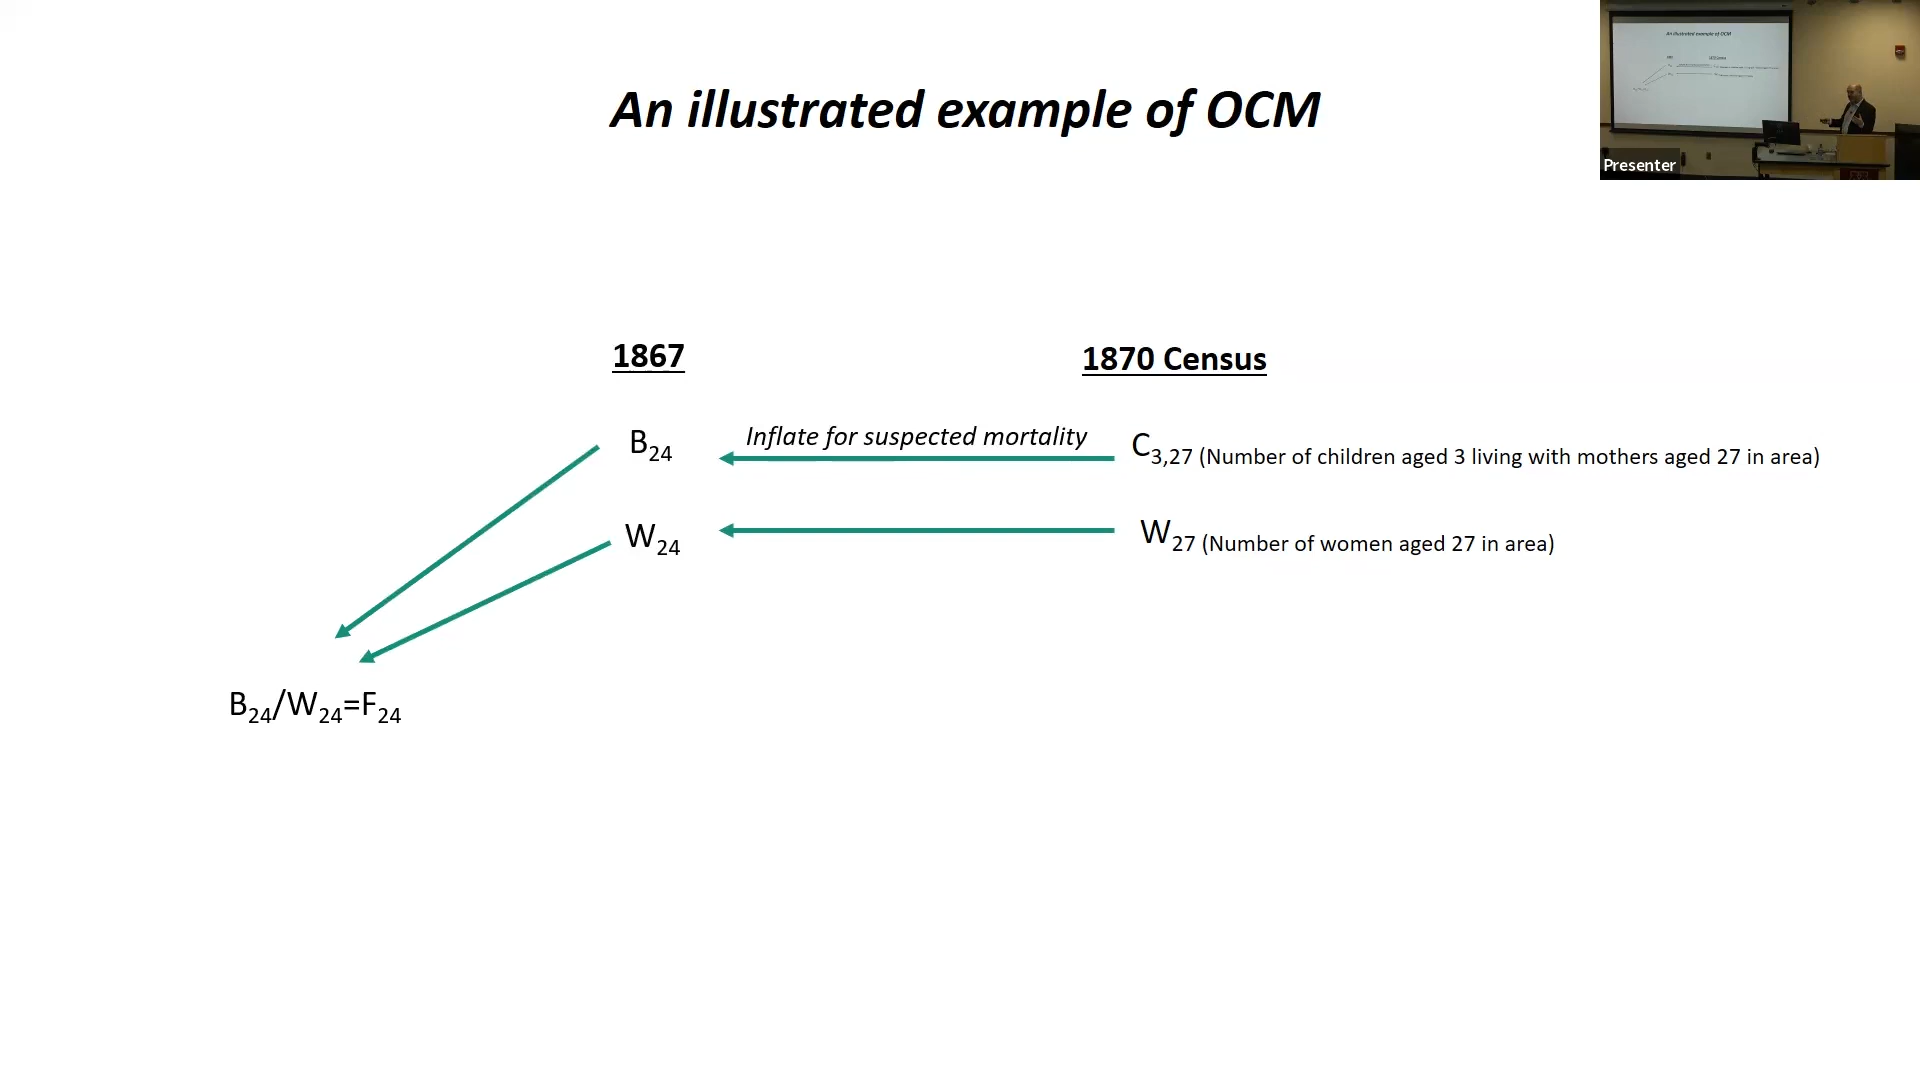 An illustrated example of OCM
Presenter
1867
1870 Census
B24
Inflate for suspected mortality
C3,27 (Number of children aged 3 living with mothers aged 27 in area)
W24
W27 (Number of women aged 27 in area)
B24/W24=F24